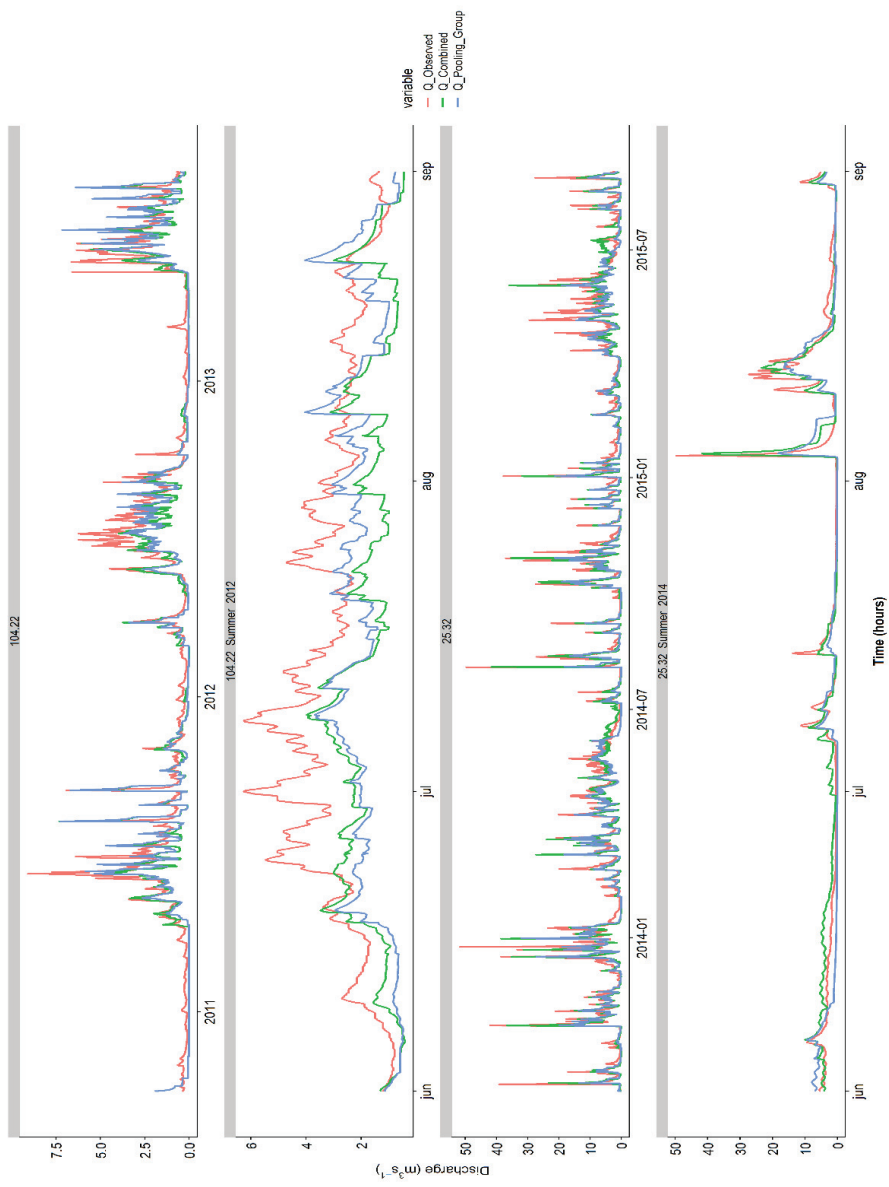 104.22
7.5
5.0
2.5
0.0
2011
2012
2013
104.22 Summer 2012
6
4
2
jun
jul
aug
sep
25.32
50
40
30
20
10
0
2014-01
2014-07
2015-01
2015-07
25.32 Summer 2014
50
40
30
20
10
0
jun
jul
aug
sep
Time (hours)
Discharge (m³s⁻¹)
variable
Q_Observed
Q_Combined
Q_Pooling_Group